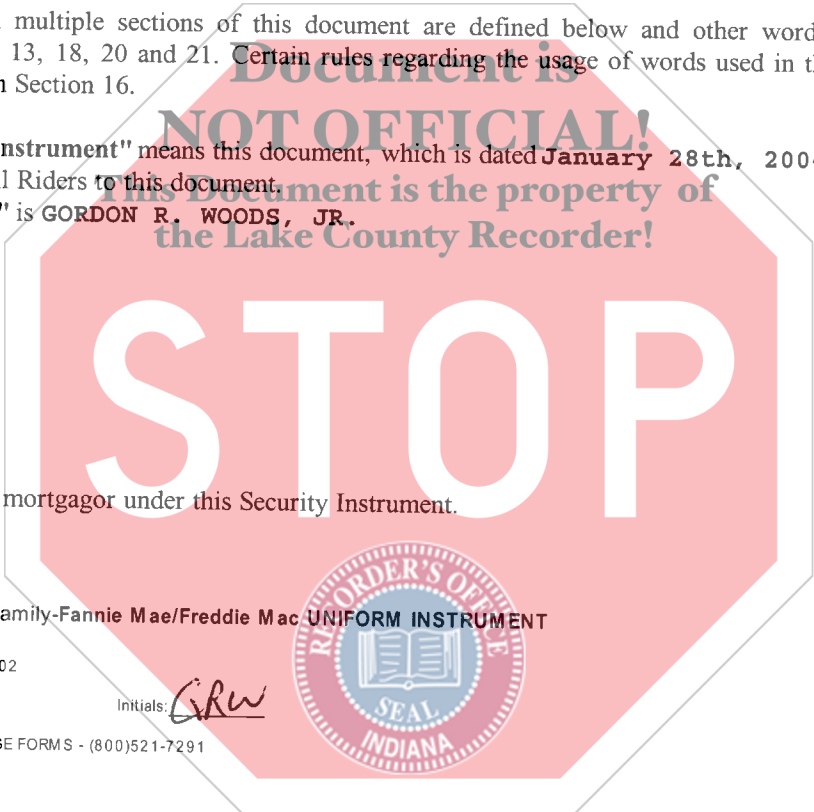 multiple sections of this document are defined below and other word
13, 18, 20 and 21. Certain rules regarding the usage of words used in
Section 16.
Document is
NOT OFFICIAL!
This Document is the property of
the Lake County Recorder!
nstrument" means this document, which is dated January 28th, 200
l Riders to this document.
" is GORDON R. WOODS, JR.
STOP
mortgagor under this Security Instrument.
amily-Fannie Mae/Freddie Mac UNIFORM INSTRUMENT
02
Initials: GRW
GE FORMS - (800)521-7291
RECORDER'S OFFICE
SEAL
INDIANA